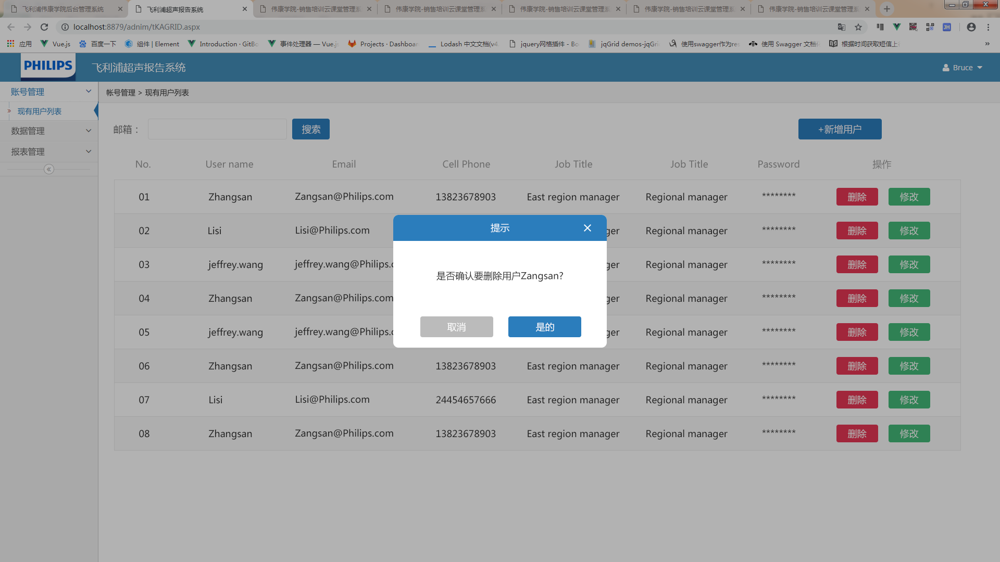 飞利浦伟康学院后台管理系统
飞利浦超声报告系统
伟康学院-销售培训云课堂管理系
伟康学院-销售培训云课堂管理系
伟康学院-销售培训云课堂管理系
伟康学院-销售培训云课堂管理系
伟康学院-销售培训云课堂管理系
localhost:8879/adnim/tKAGRID.aspx
应用 Vue.js 百度一下 组件 | Element Introduction · GitBo 事件处理器 — Vue.js Projects · Dashboar Lodash 中文文档(v4. jquery网格插件 - Bo jqGrid demos-jqGri 使用swagger作为res 使用 Swagger 文档化 根据时间获取短信上
PHILIPS 飞利浦超声报告系统 Bruce
账号管理
现有用户列表
数据管理
报表管理
帐号管理 > 现有用户列表
邮箱： 搜索 +新增用户
No. User name Email Cell Phone Job Title Job Title Password 操作
01 Zhangsan Zangsan@Philips.com 13823678903 East region manager Regional manager ******** 删除 修改
02 Lisi Lisi@Philips.com ger Regional manager ******** 删除 修改
03 jeffrey.wang jeffrey.wang@Philips.c ger Regional manager ******** 删除 修改
04 Zhangsan Zangsan@Philips.com ger Regional manager ******** 删除 修改
05 jeffrey.wang jeffrey.wang@Philips.c ger Regional manager ******** 删除 修改
06 Zhangsan Zangsan@Philips.com 13823678903 East region manager Regional manager ******** 删除 修改
07 Lisi Lisi@Philips.com 24454657666 East region manager Regional manager ******** 删除 修改
08 Zhangsan Zangsan@Philips.com 13823678903 East region manager Regional manager ******** 删除 修改
提示
是否确认要删除用户Zangsan?
取消 是的